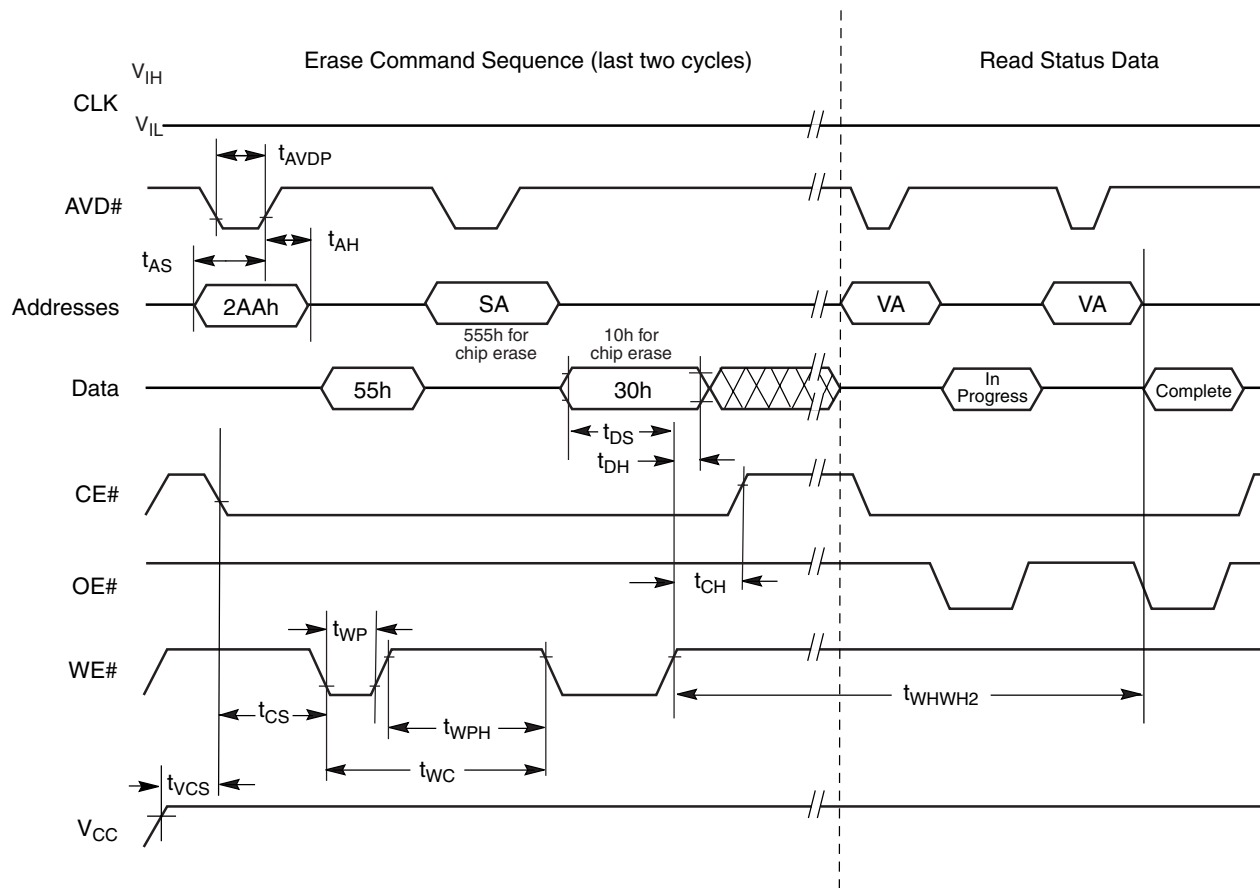 Erase Command Sequence (last two cycles)
Read Status Data
VIH
CLK
VIL
tAVDP
AVD#
tAH
tAS
Addresses
2AAh
SA
VA
VA
555h for
chip erase
10h for
chip erase
Data
55h
30h
In
Progress
Complete
tDS
tDH
CE#
OE#
tCH
tWP
WE#
tWHWH2
tCS
tWPH
tWC
tVCS
VCC